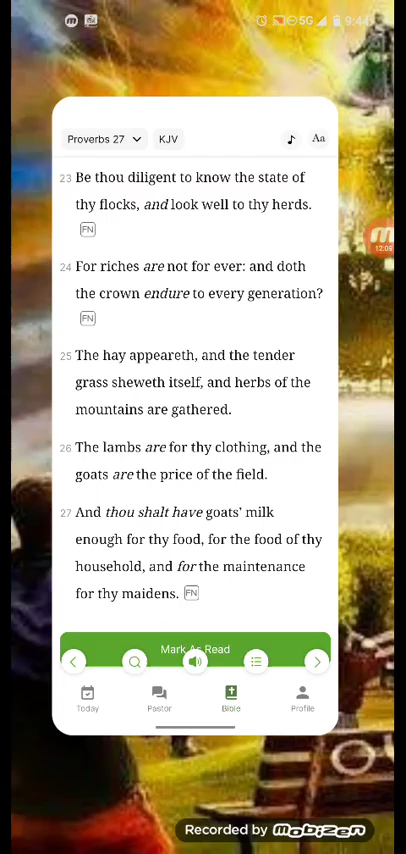 5G 9:44
Proverbs 27 KJV Aa
12:09
23 Be thou diligent to know the state of
thy flocks, and look well to thy herds.
FN
24 For riches are not for ever: and doth
the crown endure to every generation?
FN
25 The hay appeareth, and the tender
grass sheweth itself, and herbs of the
mountains are gathered.
26 The lambs are for thy clothing, and the
goats are the price of the field.
27 And thou shalt have goats' milk
enough for thy food, for the food of thy
household, and for the maintenance
for thy maidens. FN
Mark As Read
Today Pastor Bible Profile
Recorded by mobizen